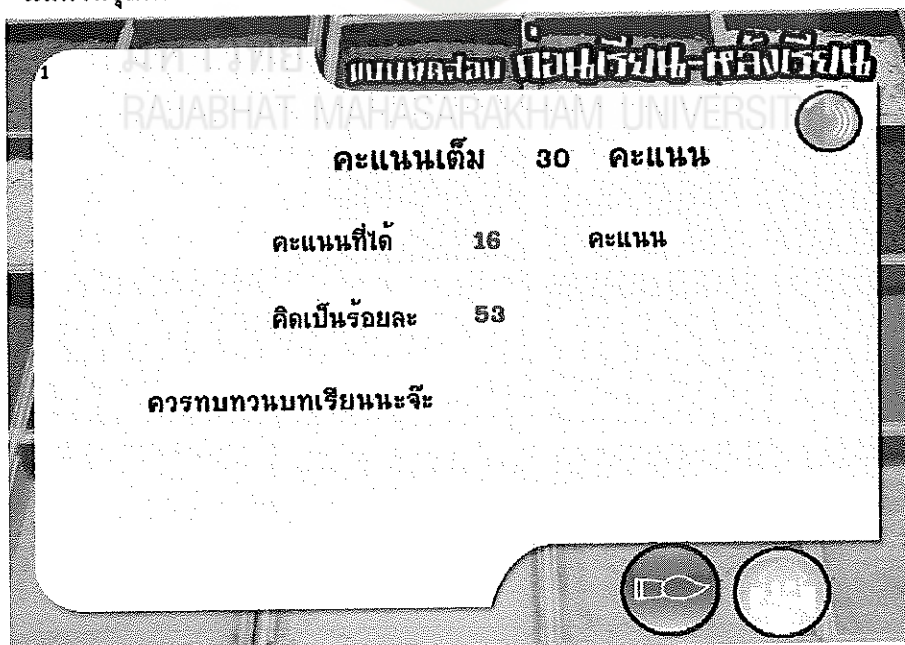 1
แบบทดสอบ ก่อนเรียน-หลังเรียน
RAJABHAT MAHASARAKHAM UNIVERSITY
คะแนนเต็ม 30 คะแนน
คะแนนที่ได้ 16 คะแนน
คิดเป็นร้อยละ 53
ควรทบทวนบทเรียนนะจ๊ะ